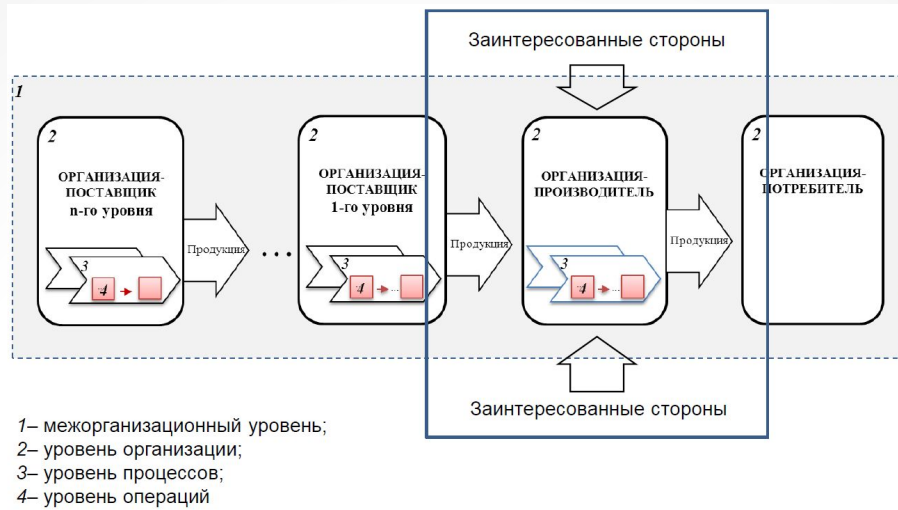 Заинтересованные стороны
1
2
ОРГАНИЗАЦИЯ-
ПОСТАВЩИК
n-го уровня
3
4
Продукция
...
2
ОРГАНИЗАЦИЯ-
ПОСТАВЩИК
1-го уровня
3
4
...
Продукция
2
ОРГАНИЗАЦИЯ-
ПРОИЗВОДИТЕЛЬ
3
4
...
Продукция
2
ОРГАНИЗАЦИЯ-
ПОТРЕБИТЕЛЬ
Заинтересованные стороны
1– межорганизационный уровень;
2– уровень организации;
3– уровень процессов;
4– уровень операций